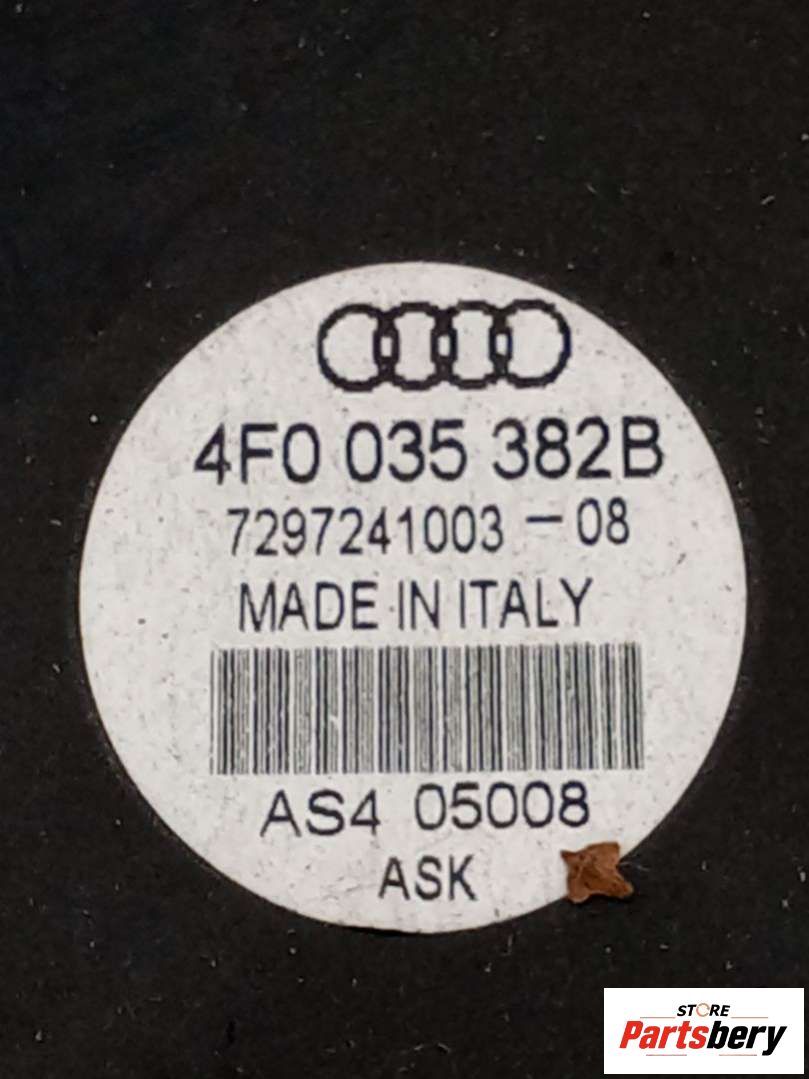 4F0 035 382B
7297241003 - 08
MADE IN ITALY
AS4 05008
ASK
STORE
Partsbery